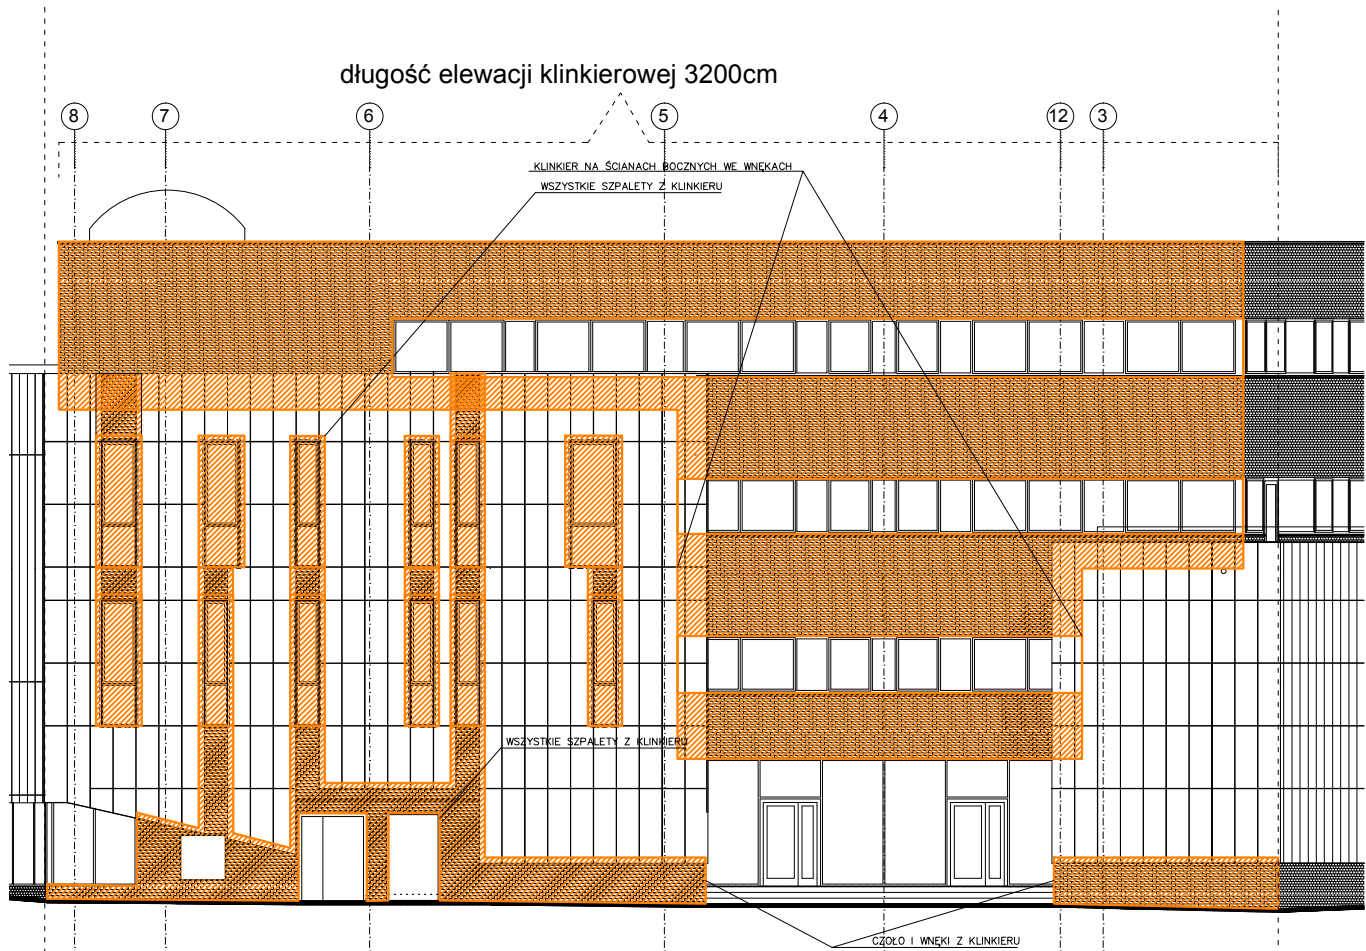 długość elewacji klinkierowej 3200cm
8 7 6 5 4 12 3
KLINKIER NA ŚCIANACH BOCZNYCH WE WNEKACH
WSZYSTKIE SZPALETY Z KLINKIERU
WSZYSTKIE SZPALETY Z KLINKIERU
CZOŁO I WNĘKI Z KLINKIERU